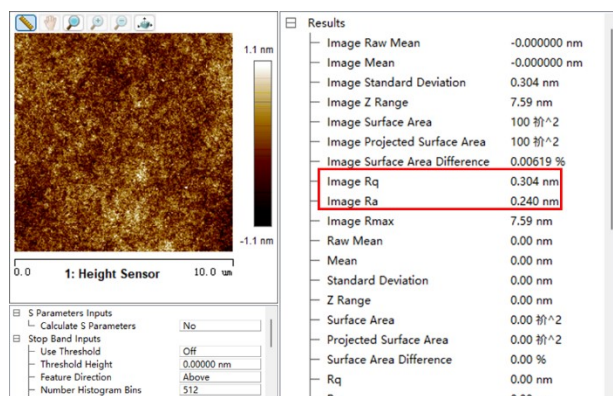 1.1 nm
-1.1 nm
0.0
1: Height Sensor
10.0 um
S Parameters Inputs
Calculate S Parameters No
Stop Band Inputs
Use Threshold Off
Threshold Height 0.00000 nm
Feature Direction Above
Number Histogram Bins 512
Results
Image Raw Mean -0.000000 nm
Image Mean -0.000000 nm
Image Standard Deviation 0.304 nm
Image Z Range 7.59 nm
Image Surface Area 100 祄^2
Image Projected Surface Area 100 祄^2
Image Surface Area Difference 0.00619 %
Image Rq 0.304 nm
Image Ra 0.240 nm
Image Rmax 7.59 nm
Raw Mean 0.00 nm
Mean 0.00 nm
Standard Deviation 0.00 nm
Z Range 0.00 nm
Surface Area 0.00 祄^2
Projected Surface Area 0.00 祄^2
Surface Area Difference 0.00 %
Rq 0.00 nm